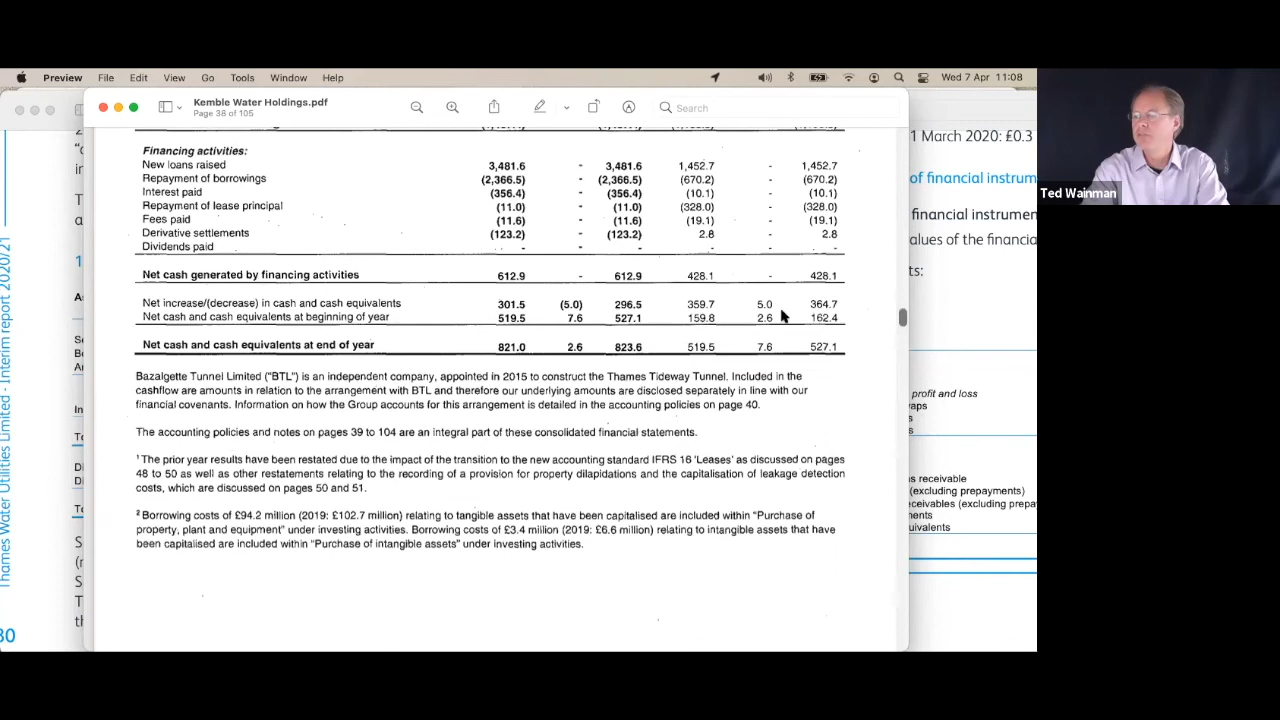 Preview File Edit View Go Tools Window Help Wed 7 Apr 11:08
Kemble Water Holdings.pdf
Page 38 of 105
Search
Financing activities:
New loans raised 3,481.6 - 3,481.6 1,452.7 - 1,452.7
Repayment of borrowings (2,366.5) - (2,366.5) (670.2) - (670.2)
Interest paid (356.4) - (356.4) (10.1) - (10.1)
Repayment of lease principal (11.0) - (11.0) (328.0) - (328.0)
Fees paid (11.6) - (11.6) (19.1) - (19.1)
Derivative settlements (123.2) - (123.2) 2.8 - 2.8
Dividends paid - - - - - -
Net cash generated by financing activities 612.9 - 612.9 428.1 - 428.1
Net increase/(decrease) in cash and cash equivalents 301.5 (5.0) 296.5 359.7 5.0 364.7
Net cash and cash equivalents at beginning of year 519.5 7.6 527.1 159.8 2.6 162.4
Net cash and cash equivalents at end of year 821.0 2.6 823.6 519.5 7.6 527.1
Bazalgette Tunnel Limited ("BTL") is an independent company, appointed in 2015 to construct the Thames Tideway Tunnel. Included in the
cashflow are amounts in relation to the arrangement with BTL and therefore our underlying amounts are disclosed separately in line with our
financial covenants. Information on how the Group accounts for this arrangement is detailed in the accounting policies on page 40.
The accounting policies and notes on pages 39 to 104 are an integral part of these consolidated financial statements.
¹ The prior year results have been restated due to the impact of the transition to the new accounting standard IFRS 16 'Leases' as discussed on pages
48 to 50 as well as other restatements relating to the recording of a provision for property dilapidations and the capitalisation of leakage detection
costs, which are discussed on pages 50 and 51.
² Borrowing costs of £94.2 million (2019: £102.7 million) relating to tangible assets that have been capitalised are included within "Purchase of
property, plant and equipment" under investing activities. Borrowing costs of £3.4 million (2019: £6.6 million) relating to intangible assets that have
been capitalised are included within "Purchase of intangible assets" under investing activities.
Thames Water Utilities Limited - Interim report 2020/21
30
1 March 2020: £0.3
of financial instrum
financial instrumen
alues of the financia
ts:
profit and loss
aps
s
s
s receivable
(excluding prepayments)
ceivables (excluding prepa
ments
uivalents
Ted Wainman